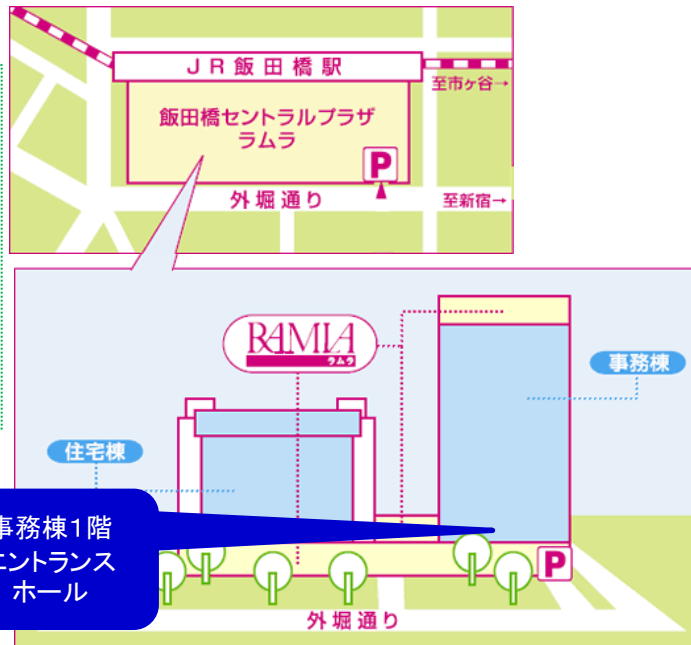 JR飯田橋駅
至市ヶ谷→
飯田橋セントラルプラザ
ラムラ
P
外堀通り
至新宿→
RAMLA
ラムラ
事務棟
住宅棟
事務棟1階
エントランス
ホール
P
外堀通り